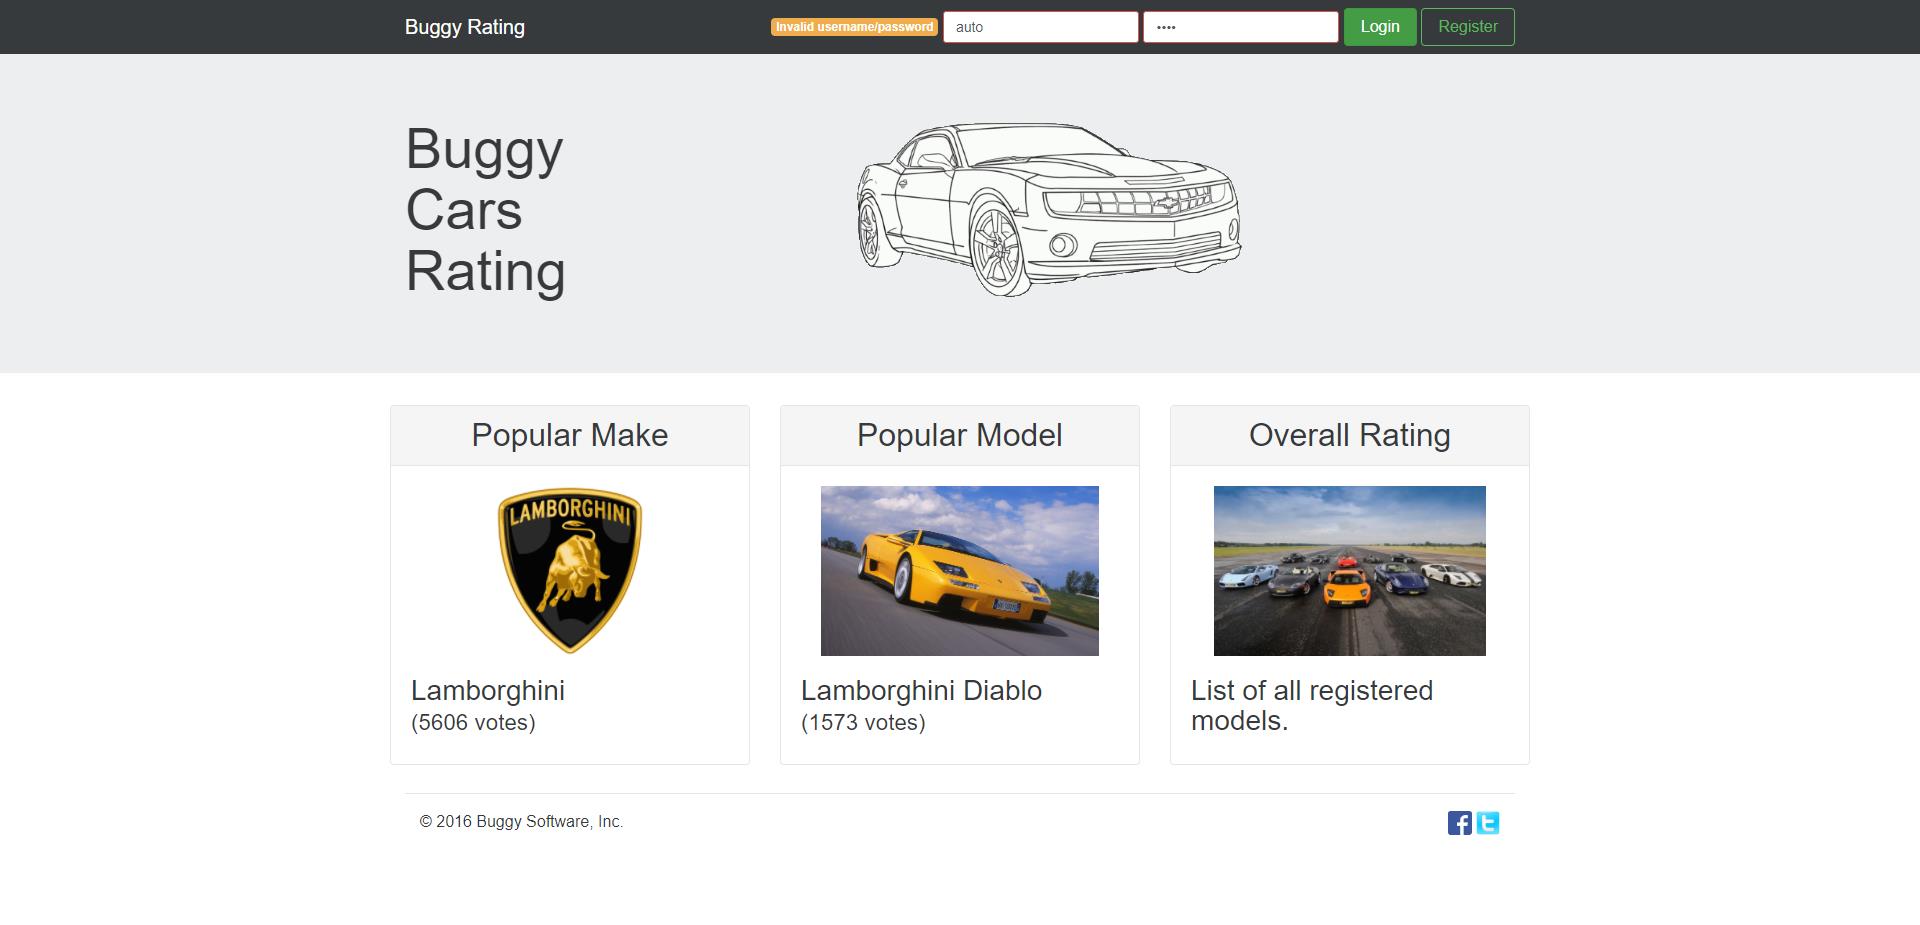 Buggy Rating
Invalid username/password
auto
••••
Login
Register
Buggy
Cars
Rating
Popular Make
Popular Model
Overall Rating
LAMBORGHINI
Lamborghini
(5606 votes)
Lamborghini Diablo
(1573 votes)
List of all registered
models.
© 2016 Buggy Software, Inc.